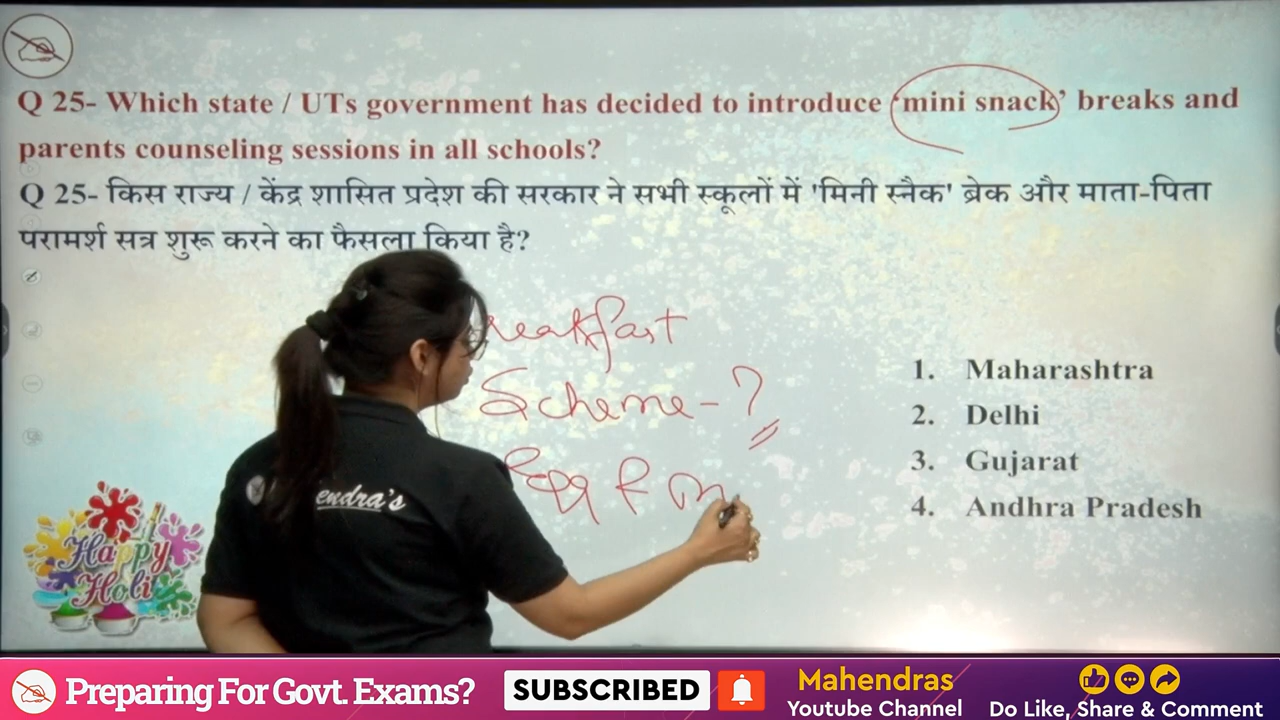 Q 25- Which state / UTs government has decided to introduce ‘mini snack’ breaks and
parents counseling sessions in all schools?
Q 25- किस राज्य / केंद्र शासित प्रदेश की सरकार ने सभी स्कूलों में 'मिनी स्नैक' ब्रेक और माता-पिता
परामर्श सत्र शुरू करने का फैसला किया है?
reakfast
Scheme - ?
1. Maharashtra
2. Delhi
3. Gujarat
4. Andhra Pradesh
endra's
Happy
Holi
Preparing For Govt. Exams?
SUBSCRIBED
Mahendras
YouTube Channel
Do Like, Share & Comment